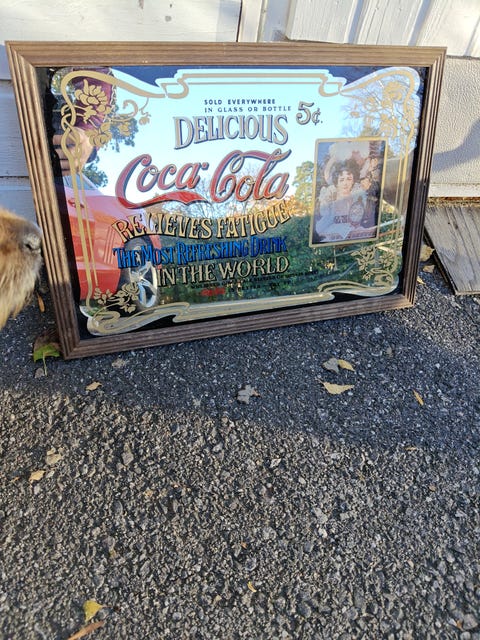 SOLD EVERYWHERE
IN GLASS OR BOTTLE
5¢.
DELICIOUS
Coca-Cola
RELIEVES FATIGUE
THE MOST REFRESHING DRINK
IN THE WORLD